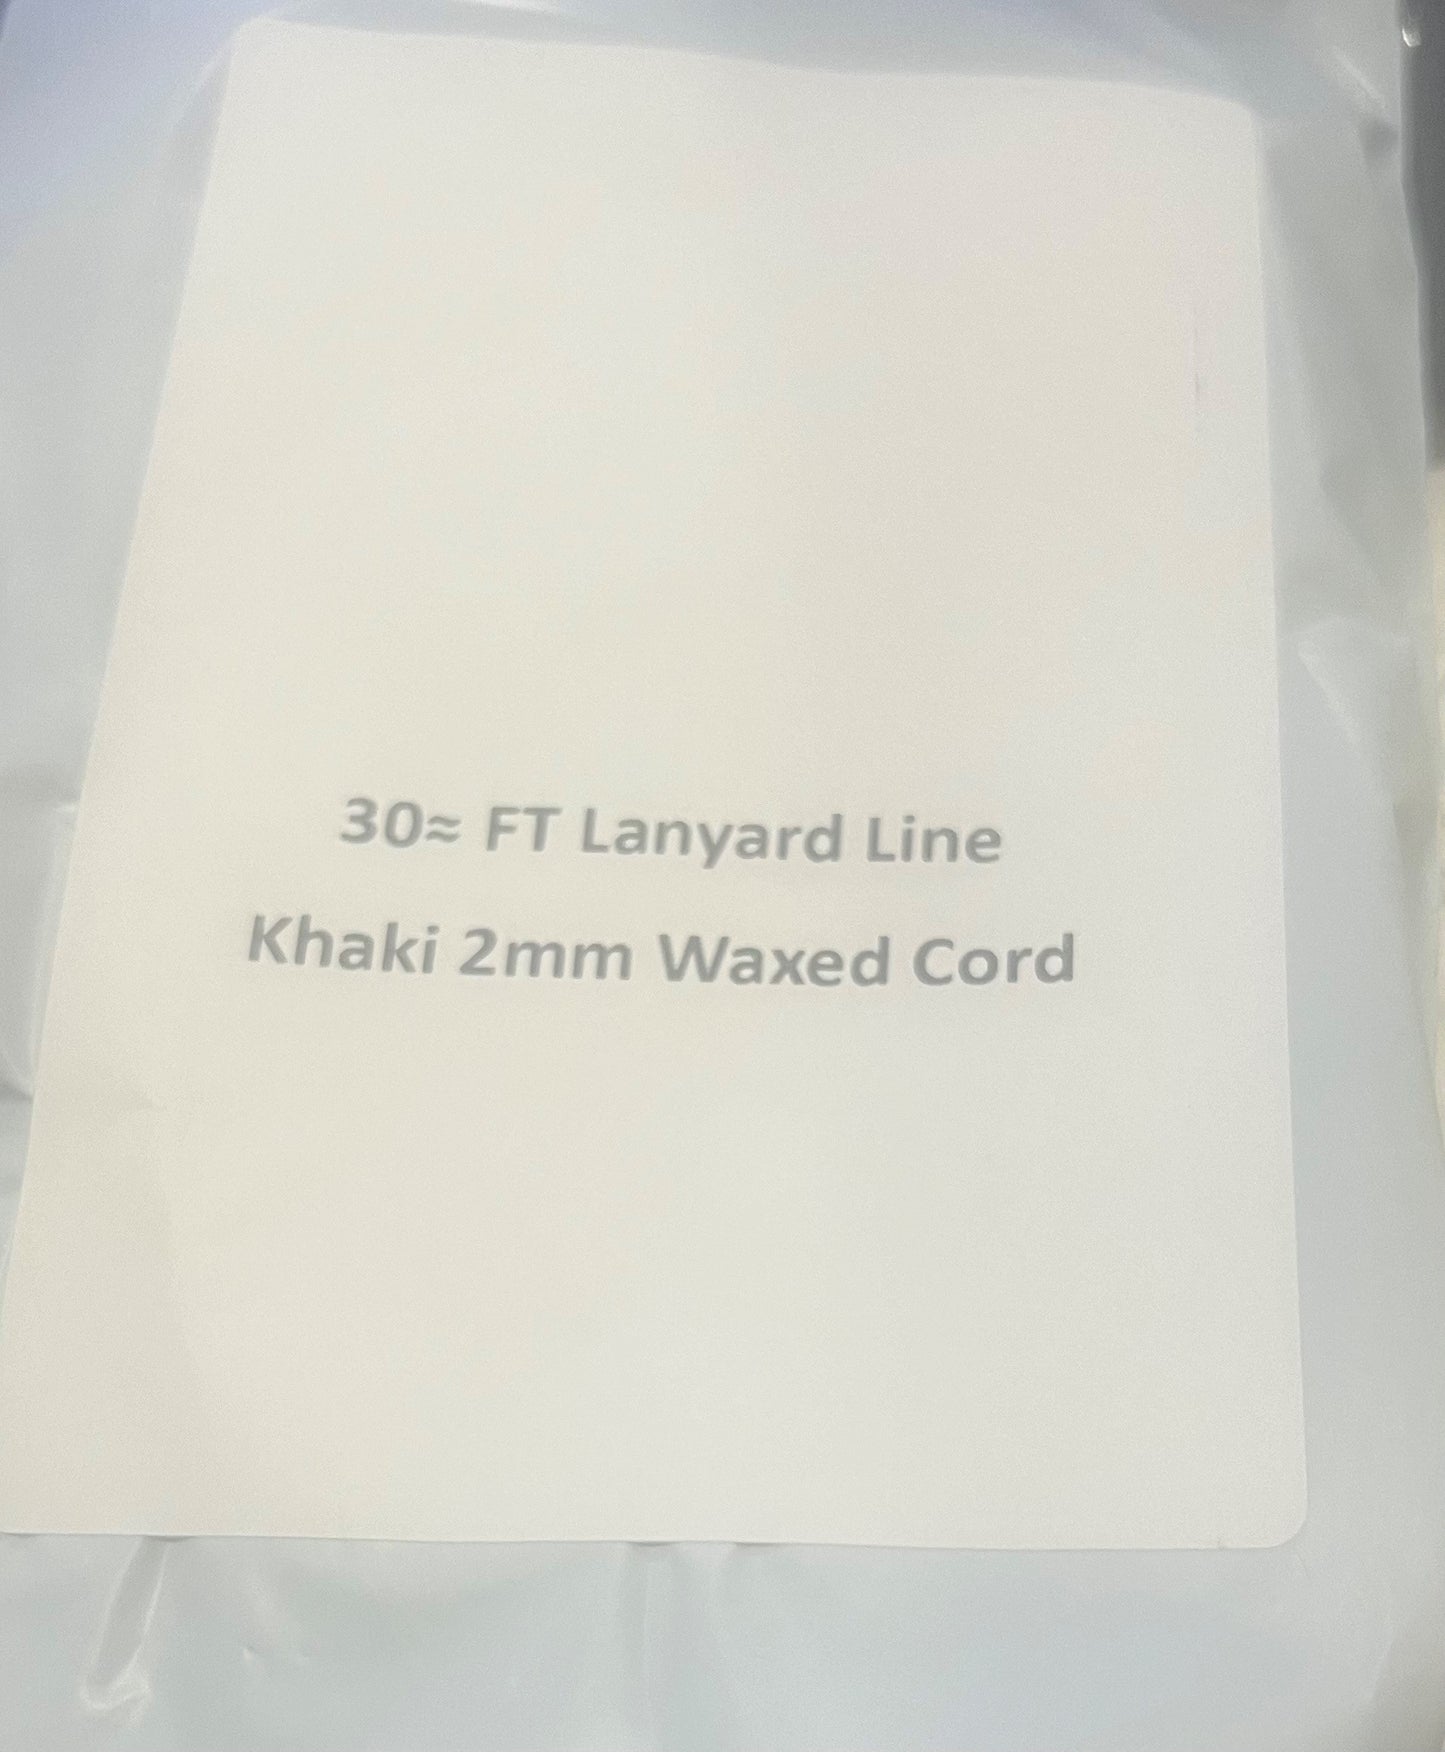 30≈ FT Lanyard Line
Khaki 2mm Waxed Cord